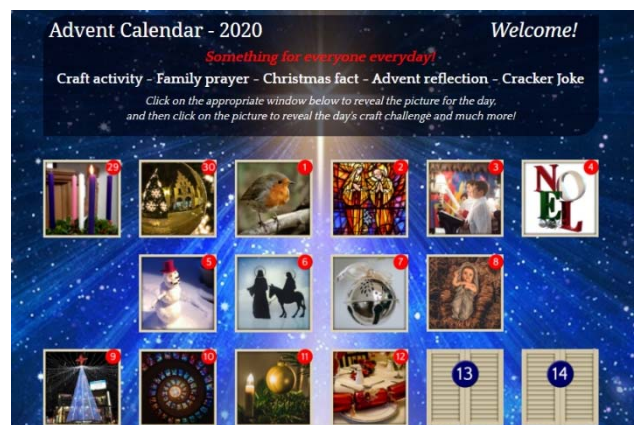 Advent Calendar - 2020
Welcome!
Something for everyone everyday!
Craft activity - Family prayer - Christmas fact - Advent reflection - Cracker Joke
Click on the appropriate window below to reveal the picture for the day,
and then click on the picture to reveal the day's craft challenge and much more!
29 30 1 2 3 4
NOEL
5 6 7 8
9 10 11 12 13 14